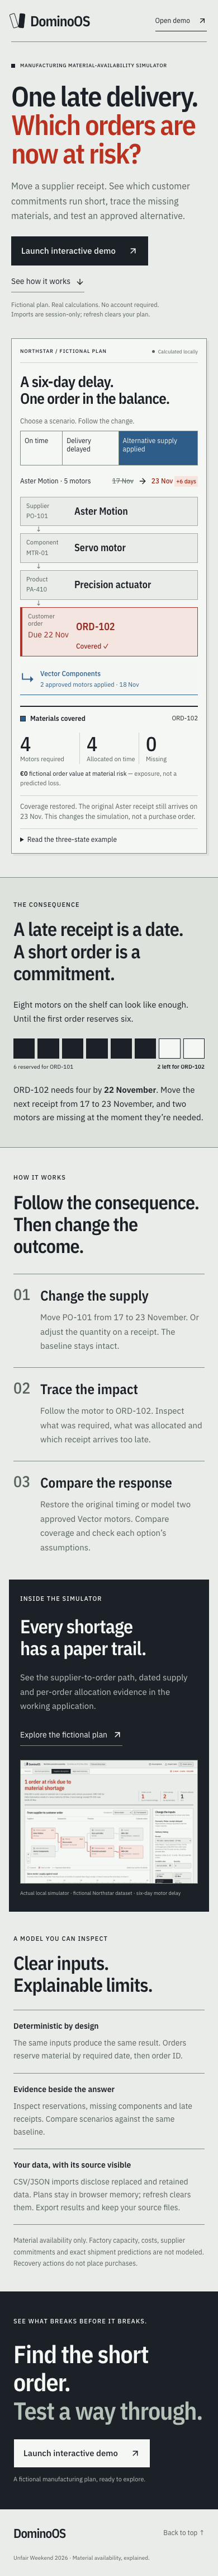 DominoOS
Open demo ↗
MANUFACTURING MATERIAL-AVAILABILITY SIMULATOR
One late delivery.
Which orders are
now at risk?
Move a supplier receipt. See which customer
commitments run short, trace the missing
materials, and test an approved alternative.
Launch interactive demo ↗
See how it works ↓
Fictional plan. Real calculations. No account required.
Imports are session-only; refresh clears your plan.
NORTHSTAR / FICTIONAL PLAN
Calculated locally
A six-day delay.
One order in the balance.
Choose a scenario. Follow the change.
On time
Delivery
delayed
Alternative supply
applied
Aster Motion · 5 motors
17 Nov → 23 Nov +6 days
Supplier
PO-101
Aster Motion
↓
Component
MTR-01
Servo motor
↓
Product
PA-410
Precision actuator
↓
Customer
order
Due 22 Nov
ORD-102
Covered ✓
Vector Components
2 approved motors applied · 18 Nov
Materials covered
ORD-102
4
Motors required
4
Allocated on time
0
Missing
€0 fictional order value at material risk — exposure, not a
predicted loss.
Coverage restored. The original Aster receipt still arrives on
23 Nov. This changes the simulation, not a purchase order.
▶ Read the three-state example
THE CONSEQUENCE
A late receipt is a date.
A short order is a
commitment.
Eight motors on the shelf can look like enough.
Until the first order reserves six.
6 reserved for ORD-101
2 left for ORD-102
ORD-102 needs four by 22 November. Move the
next receipt from 17 to 23 November, and two
motors are missing at the moment they're needed.
HOW IT WORKS
Follow the consequence.
Then change the
outcome.
01 Change the supply
Move PO-101 from 17 to 23 November. Or
adjust the quantity on a receipt. The
baseline stays intact.
02 Trace the impact
Follow the motor to ORD-102. Inspect
what was required, what was allocated and
which receipt arrives too late.
03 Compare the response
Restore the original timing or model two
approved Vector motors. Compare
coverage and check each option's
assumptions.
INSIDE THE SIMULATOR
Every shortage
has a paper trail.
See the supplier-to-order path, dated supply
and per-order allocation evidence in the
working application.
Explore the fictional plan ↗
1 order at risk due to
material shortage
Actual local simulator · fictional Northstar dataset · six-day motor delay
A MODEL YOU CAN INSPECT
Clear inputs.
Explainable limits.
Deterministic by design
The same inputs produce the same result. Orders
reserve material by required date, then order ID.
Evidence beside the answer
Inspect reservations, missing components and late
receipts. Compare scenarios against the same
baseline.
Your data, with its source visible
CSV/JSON imports disclose replaced and retained
data. Plans stay in browser memory; refresh clears
them. Export results and keep your source files.
Material availability only. Factory capacity, costs, supplier
commitments and exact shipment predictions are not modeled.
Recovery actions do not place purchases.
SEE WHAT BREAKS BEFORE IT BREAKS.
Find the short
order.
Test a way through.
Launch interactive demo ↗
A fictional manufacturing plan, ready to explore.
DominoOS
Back to top ↑
Unfair Weekend 2026 · Material availability, explained.